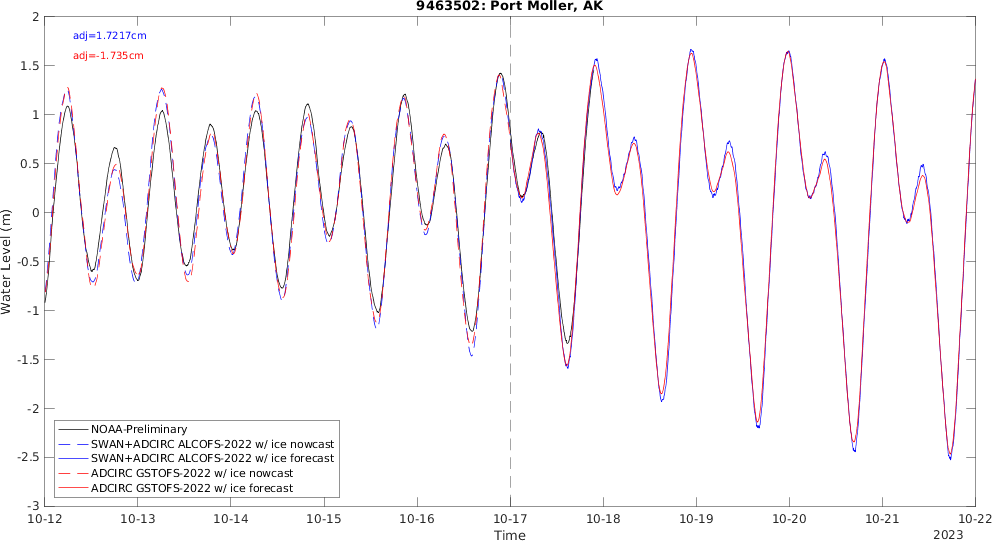 9463502: Port Moller, AK
adj=1.7217cm
adj=-1.735cm
Water Level (m)
2
1.5
1
0.5
0
-0.5
-1
-1.5
-2
-2.5
-3
NOAA-Preliminary
SWAN+ADCIRC ALCOFS-2022 w/ ice nowcast
SWAN+ADCIRC ALCOFS-2022 w/ ice forecast
ADCIRC GSTOFS-2022 w/ ice nowcast
ADCIRC GSTOFS-2022 w/ ice forecast
10-12 10-13 10-14 10-15 10-16 10-17 10-18 10-19 10-20 10-21 10-22
Time
2023